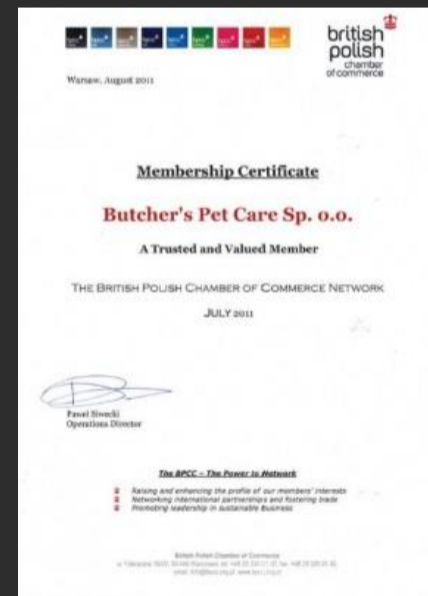 british
polish
chamber
of commerce
Warsaw, August 2011
Membership Certificate
Butcher's Pet Care Sp. o.o.
A Trusted and Valued Member
THE BRITISH POLISH CHAMBER OF COMMERCE NETWORK
JULY 2011
Paweł Siwecki
Operations Director
The BPCC – The Power to Network
Raising and enhancing the profile of our members' interests
Networking international partnerships and fostering trade
Promoting leadership in sustainable Business
British Polish Chamber of Commerce